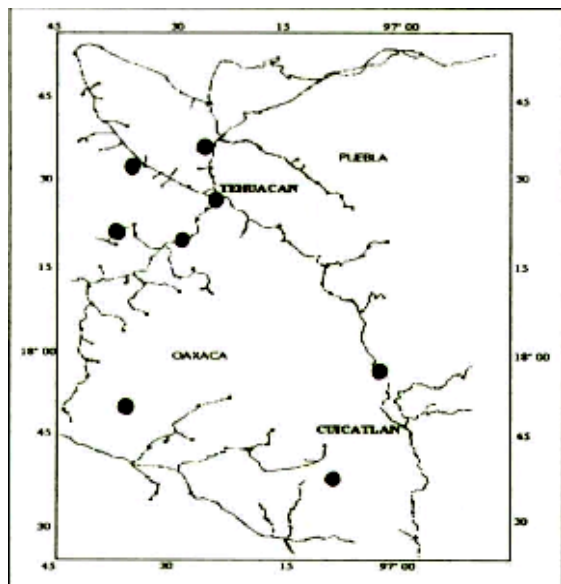 45 30 15 97° 00
45 45
PUEBLA
30 TEHUACAN 30
15 15
18° 00 OAXACA 18° 00
45 CUICATLAN 45
30 30
45 30 15 97° 00